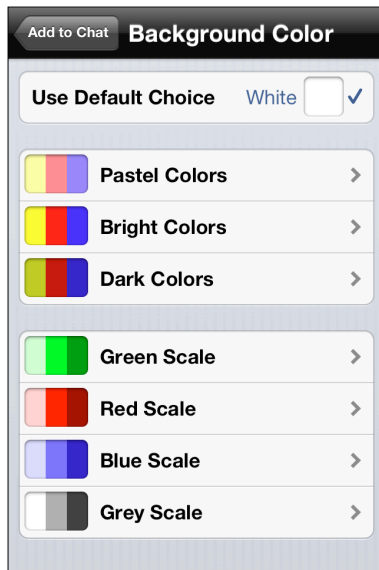 Add to Chat Background Color
Use Default Choice White
Pastel Colors
Bright Colors
Dark Colors
Green Scale
Red Scale
Blue Scale
Grey Scale